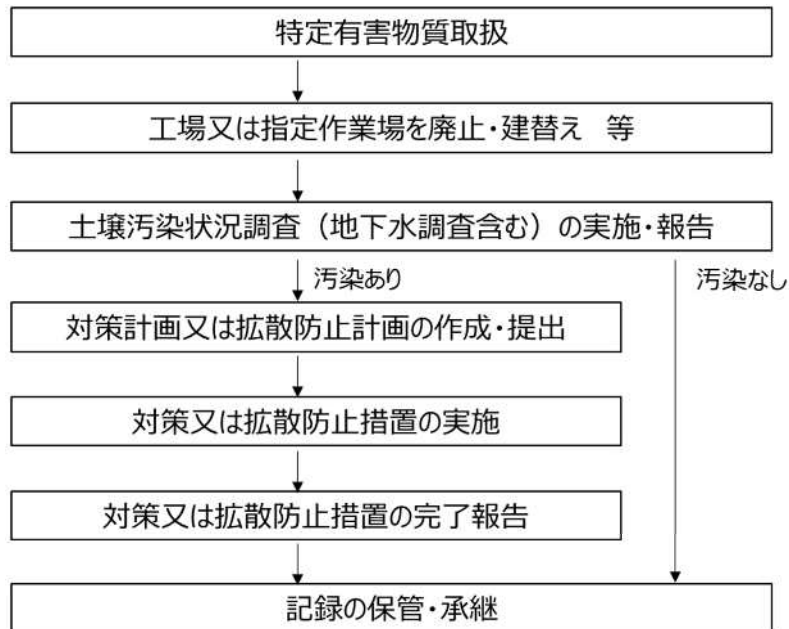 特定有害物質取扱
工場又は指定作業場を廃止・建替え　等
土壌汚染状況調査（地下水調査含む）の実施・報告
汚染あり
汚染なし
対策計画又は拡散防止計画の作成・提出
対策又は拡散防止措置の実施
対策又は拡散防止措置の完了報告
記録の保管・承継